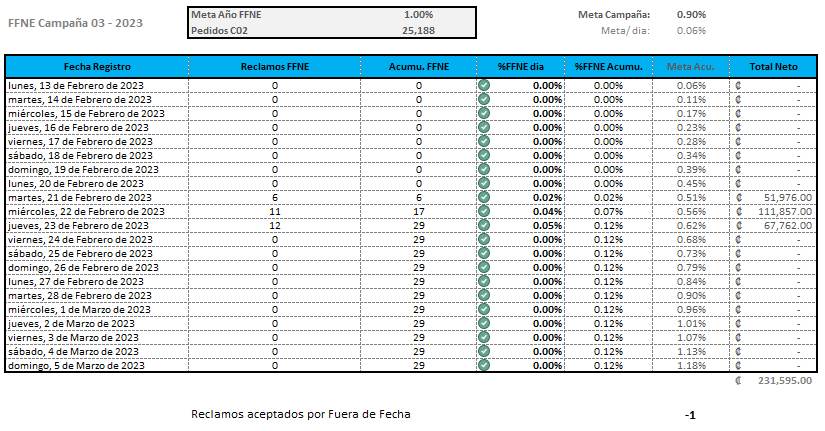 FFNE Campaña 03 - 2023
Meta Año FFNE 1.00%
Pedidos C02 25,188
Meta Campaña: 0.90%
Meta/ dia: 0.06%
Fecha Registro Reclamos FFNE Acumu. FFNE %FFNE dia %FFNE Acumu. Meta Acu. Total Neto
lunes, 13 de Febrero de 2023 0 0 0.00% 0.00% 0.06% ₡ -
martes, 14 de Febrero de 2023 0 0 0.00% 0.00% 0.11% ₡ -
miércoles, 15 de Febrero de 2023 0 0 0.00% 0.00% 0.17% ₡ -
jueves, 16 de Febrero de 2023 0 0 0.00% 0.00% 0.23% ₡ -
viernes, 17 de Febrero de 2023 0 0 0.00% 0.00% 0.28% ₡ -
sábado, 18 de Febrero de 2023 0 0 0.00% 0.00% 0.34% ₡ -
domingo, 19 de Febrero de 2023 0 0 0.00% 0.00% 0.39% ₡ -
lunes, 20 de Febrero de 2023 0 0 0.00% 0.00% 0.45% ₡ -
martes, 21 de Febrero de 2023 6 6 0.02% 0.02% 0.51% ₡ 51,976.00
miércoles, 22 de Febrero de 2023 11 17 0.04% 0.07% 0.56% ₡ 111,857.00
jueves, 23 de Febrero de 2023 12 29 0.05% 0.12% 0.62% ₡ 67,762.00
viernes, 24 de Febrero de 2023 29 0.00% 0.12% 0.68% ₡ -
sábado, 25 de Febrero de 2023 29 0.00% 0.12% 0.73% ₡ -
domingo, 26 de Febrero de 2023 29 0.00% 0.12% 0.79% ₡ -
lunes, 27 de Febrero de 2023 29 0.00% 0.12% 0.84% ₡ -
martes, 28 de Febrero de 2023 29 0.00% 0.12% 0.90% ₡ -
miércoles, 1 de Marzo de 2023 29 0.00% 0.12% 0.96% ₡ -
jueves, 2 de Marzo de 2023 29 0.00% 0.12% 1.01% ₡ -
viernes, 3 de Marzo de 2023 29 0.00% 0.12% 1.07% ₡ -
sábado, 4 de Marzo de 2023 29 0.00% 0.12% 1.13% ₡ -
domingo, 5 de Marzo de 2023 29 0.00% 0.12% 1.18% ₡ -
₡ 231,595.00
Reclamos aceptados por Fuera de Fecha -1